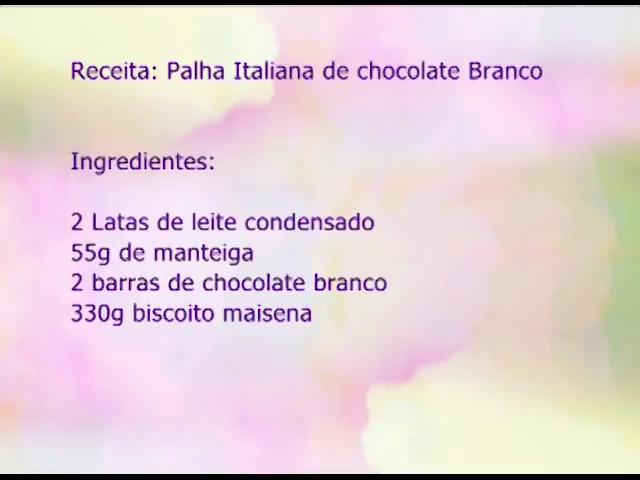 Receita: Palha Italiana de chocolate Branco
Ingredientes:
2 Latas de leite condensado
55g de manteiga
2 barras de chocolate branco
330g biscoito maisena